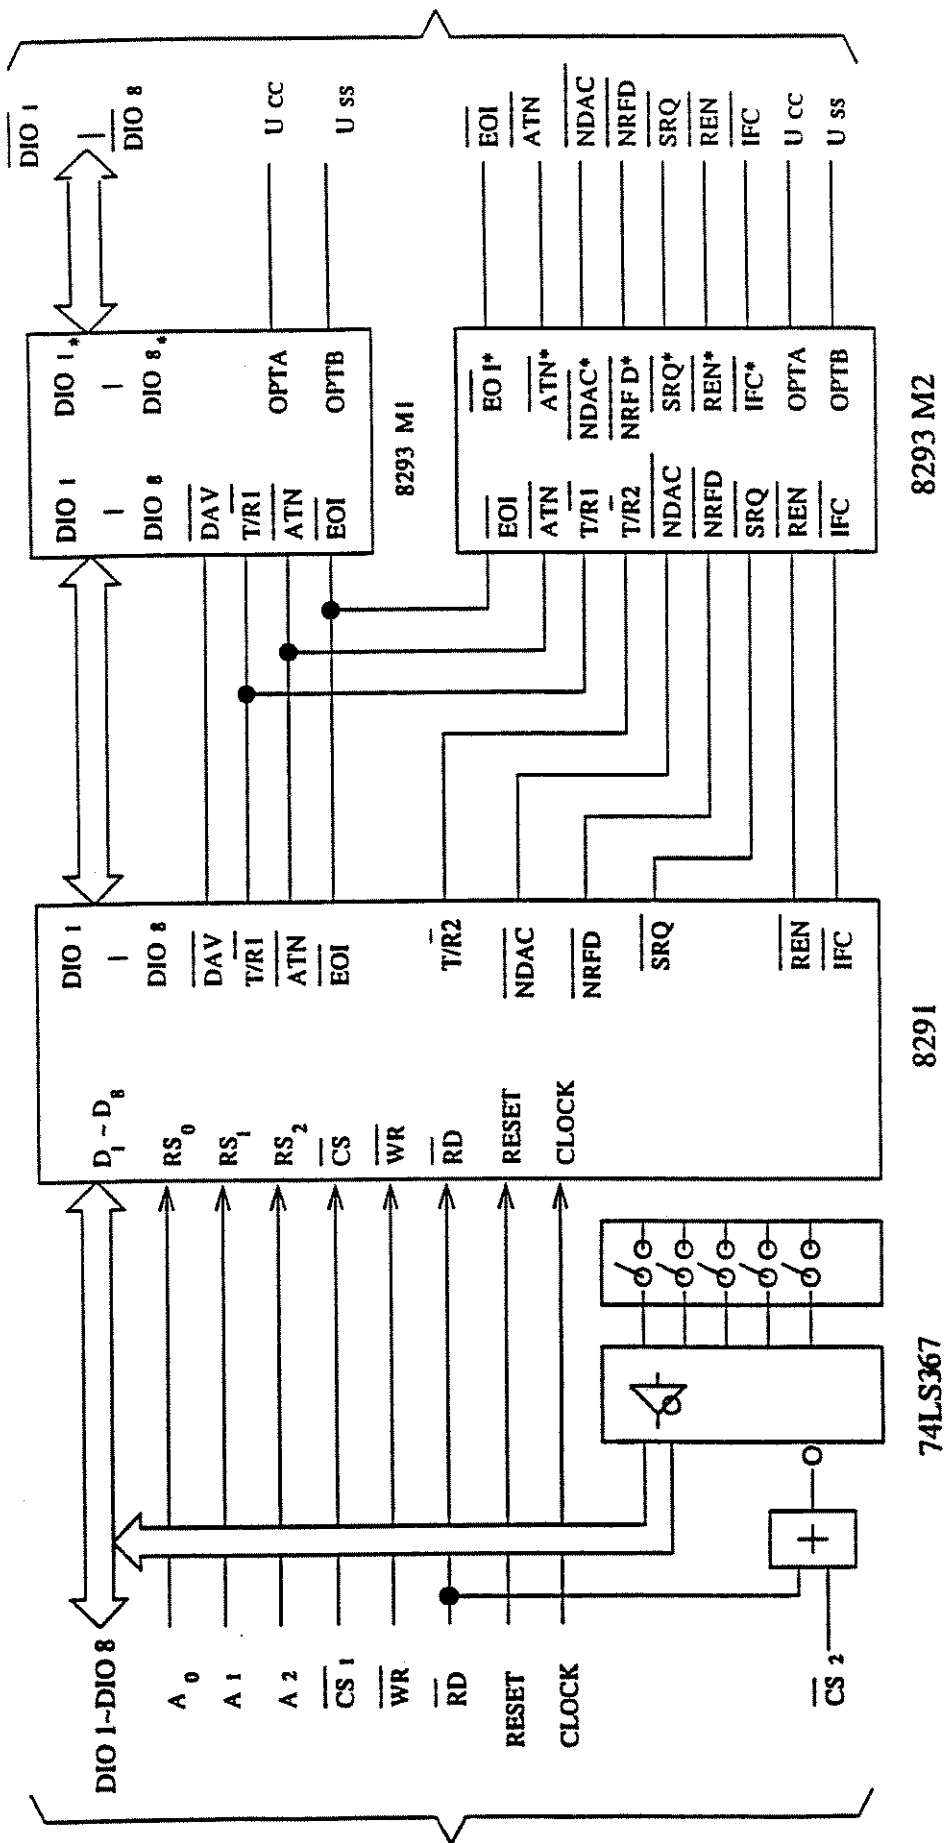 DIO 1~DIO 8
A 0
A 1
A 2
CS 1
WR
RD
RESET
CLOCK
CS 2
74LS367
+
D1 ~ D8
RS0
RS1
RS2
CS
WR
RD
RESET
CLOCK
DIO 1
|
DIO 8
DAV
T/R1
ATN
EOI
T/R2
NDAC
NRFD
SRQ
REN
IFC
8291
DIO 1
|
DIO 8
DAV
T/R1
ATN
EOI
DIO 1*
|
DIO 8*
OPTA
OPTB
8293 M1
EOI
ATN
T/R1
T/R2
NDAC
NRFD
SRQ
REN
IFC
EO I*
ATN*
NDAC*
NRF D*
SRQ*
REN*
IFC*
OPTA
OPTB
8293 M2
DIO 1
|
DIO 8
U CC
U SS
EOI
ATN
NDAC
NRFD
SRQ
REN
IFC
U CC
U SS